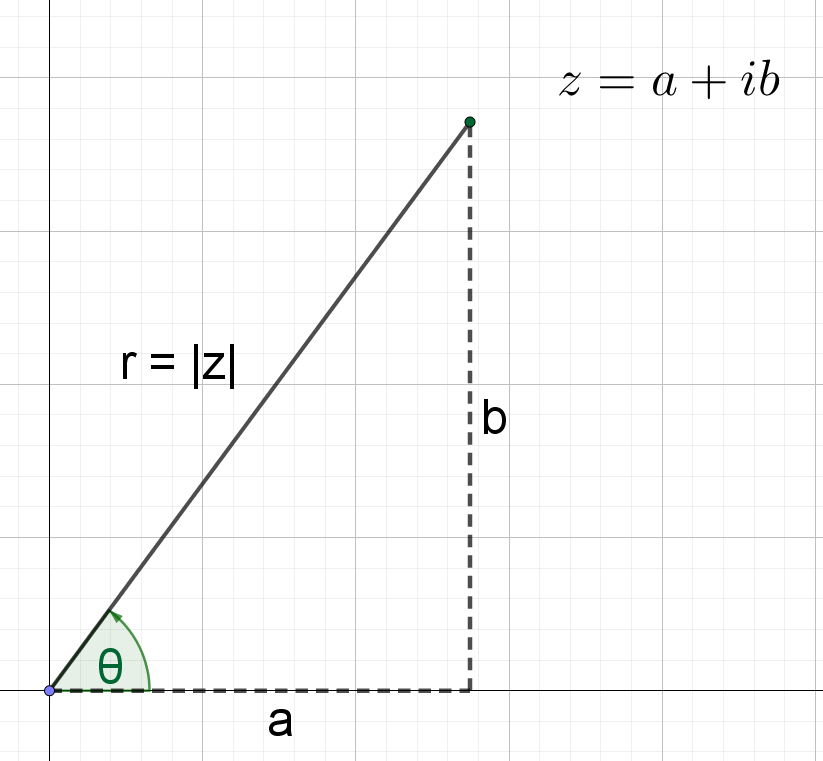 z = a + ib
r = |z|
b
θ
a